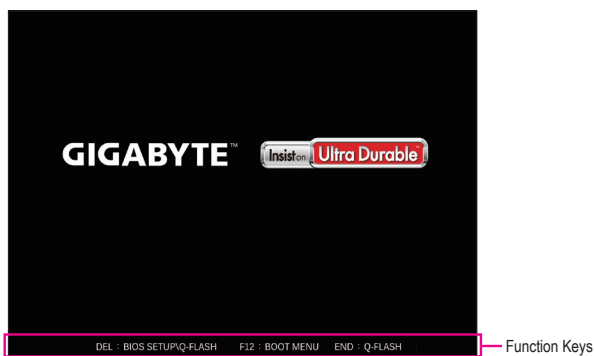 GIGABYTE™ Insist on Ultra Durable™
DEL : BIOS SETUP\Q-FLASH F12 : BOOT MENU END : Q-FLASH
Function Keys